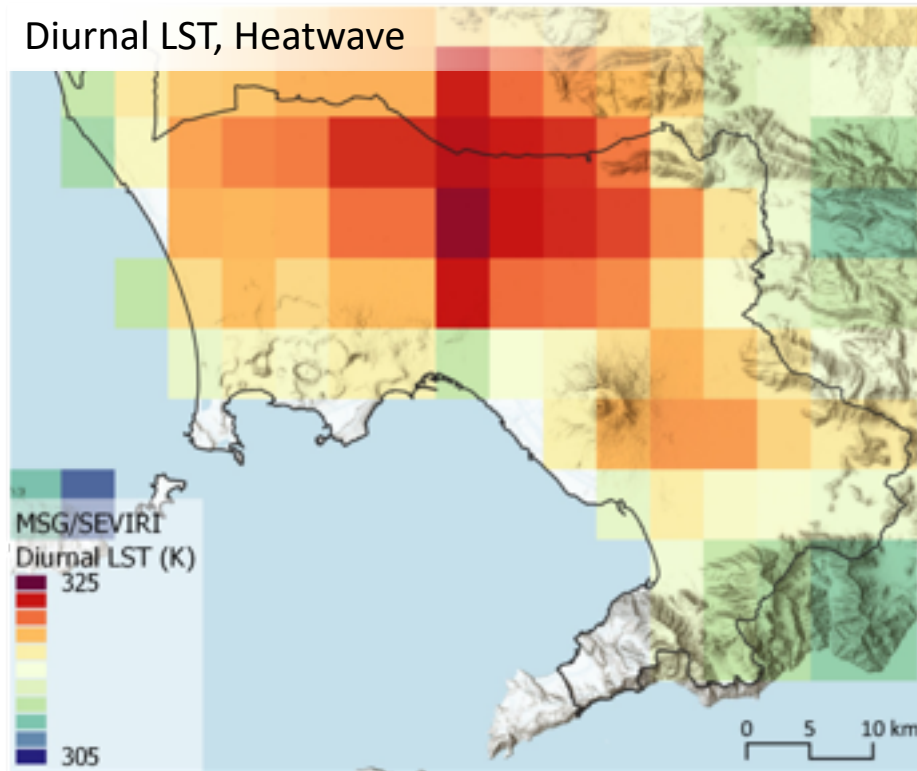 Diurnal LST, Heatwave
MSG/SEVIRI
Diurnal LST (K)
325
305
0 5 10 km